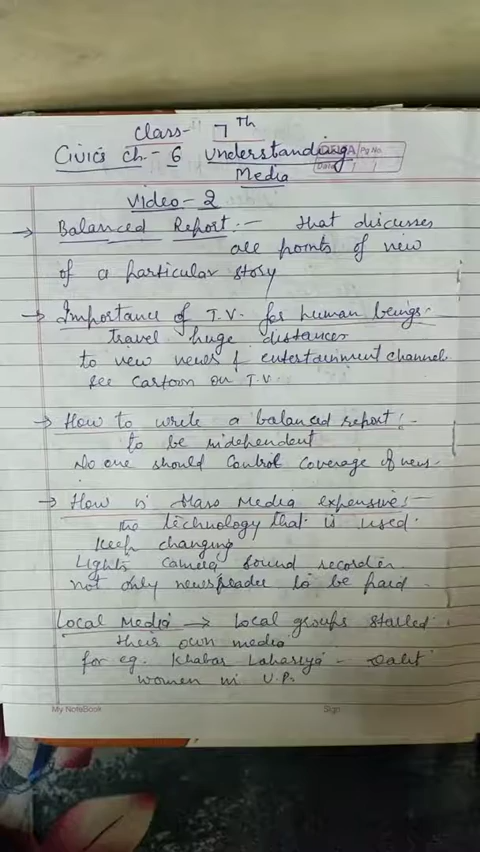 Class- 7th
Civics Ch- 6 Understanding
Pg No.
Date
Media
Video - 2
→ Balanced Report :- that discusses
all points of view
of a particular story
→ Importance of T.V. for human beings-
travel huge distances
to view news & entertainment channel
see Cartoon on T.V.
→ How to write a balanced report :-
to be independent
No one should control coverage of news.
→ How is Mass Media expensive :-
the technology that is used.
Keep changing
Lights camera sound recorder
not only newsreader to be paid.
Local Media → Local groups started
their own media
for eg. Khabar Lahariya - Dalit
women in U.P.
My NoteBook Sign